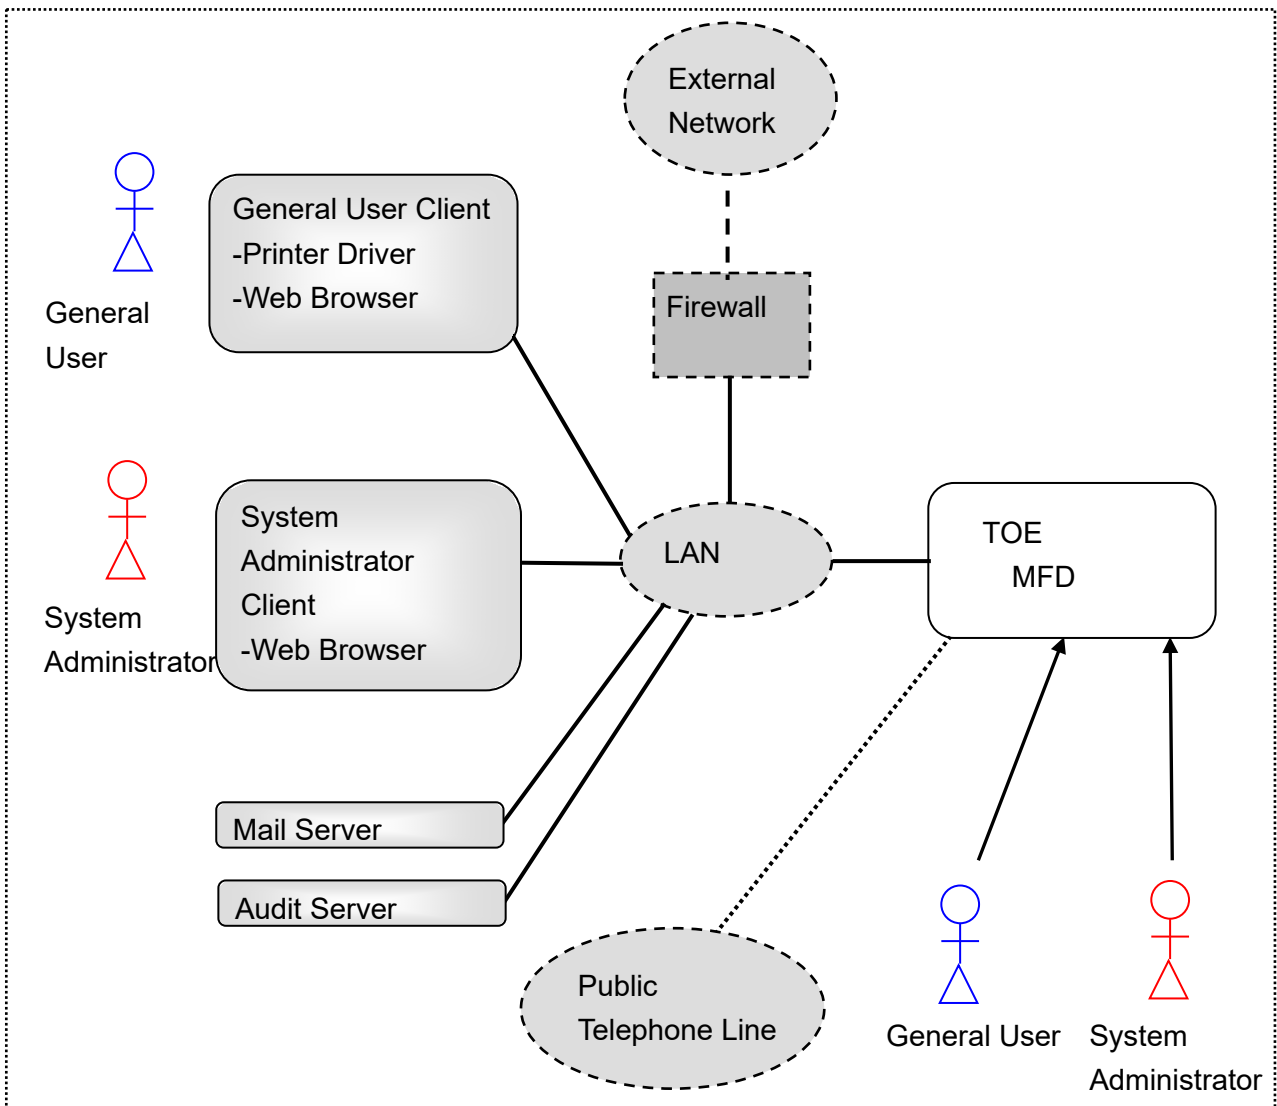 External
Network
General User Client
-Printer Driver
-Web Browser
General
User
Firewall
System
Administrator
Client
-Web Browser
LAN
TOE
MFD
System
Administrator
Mail Server
Audit Server
Public
Telephone Line
General User
System
Administrator